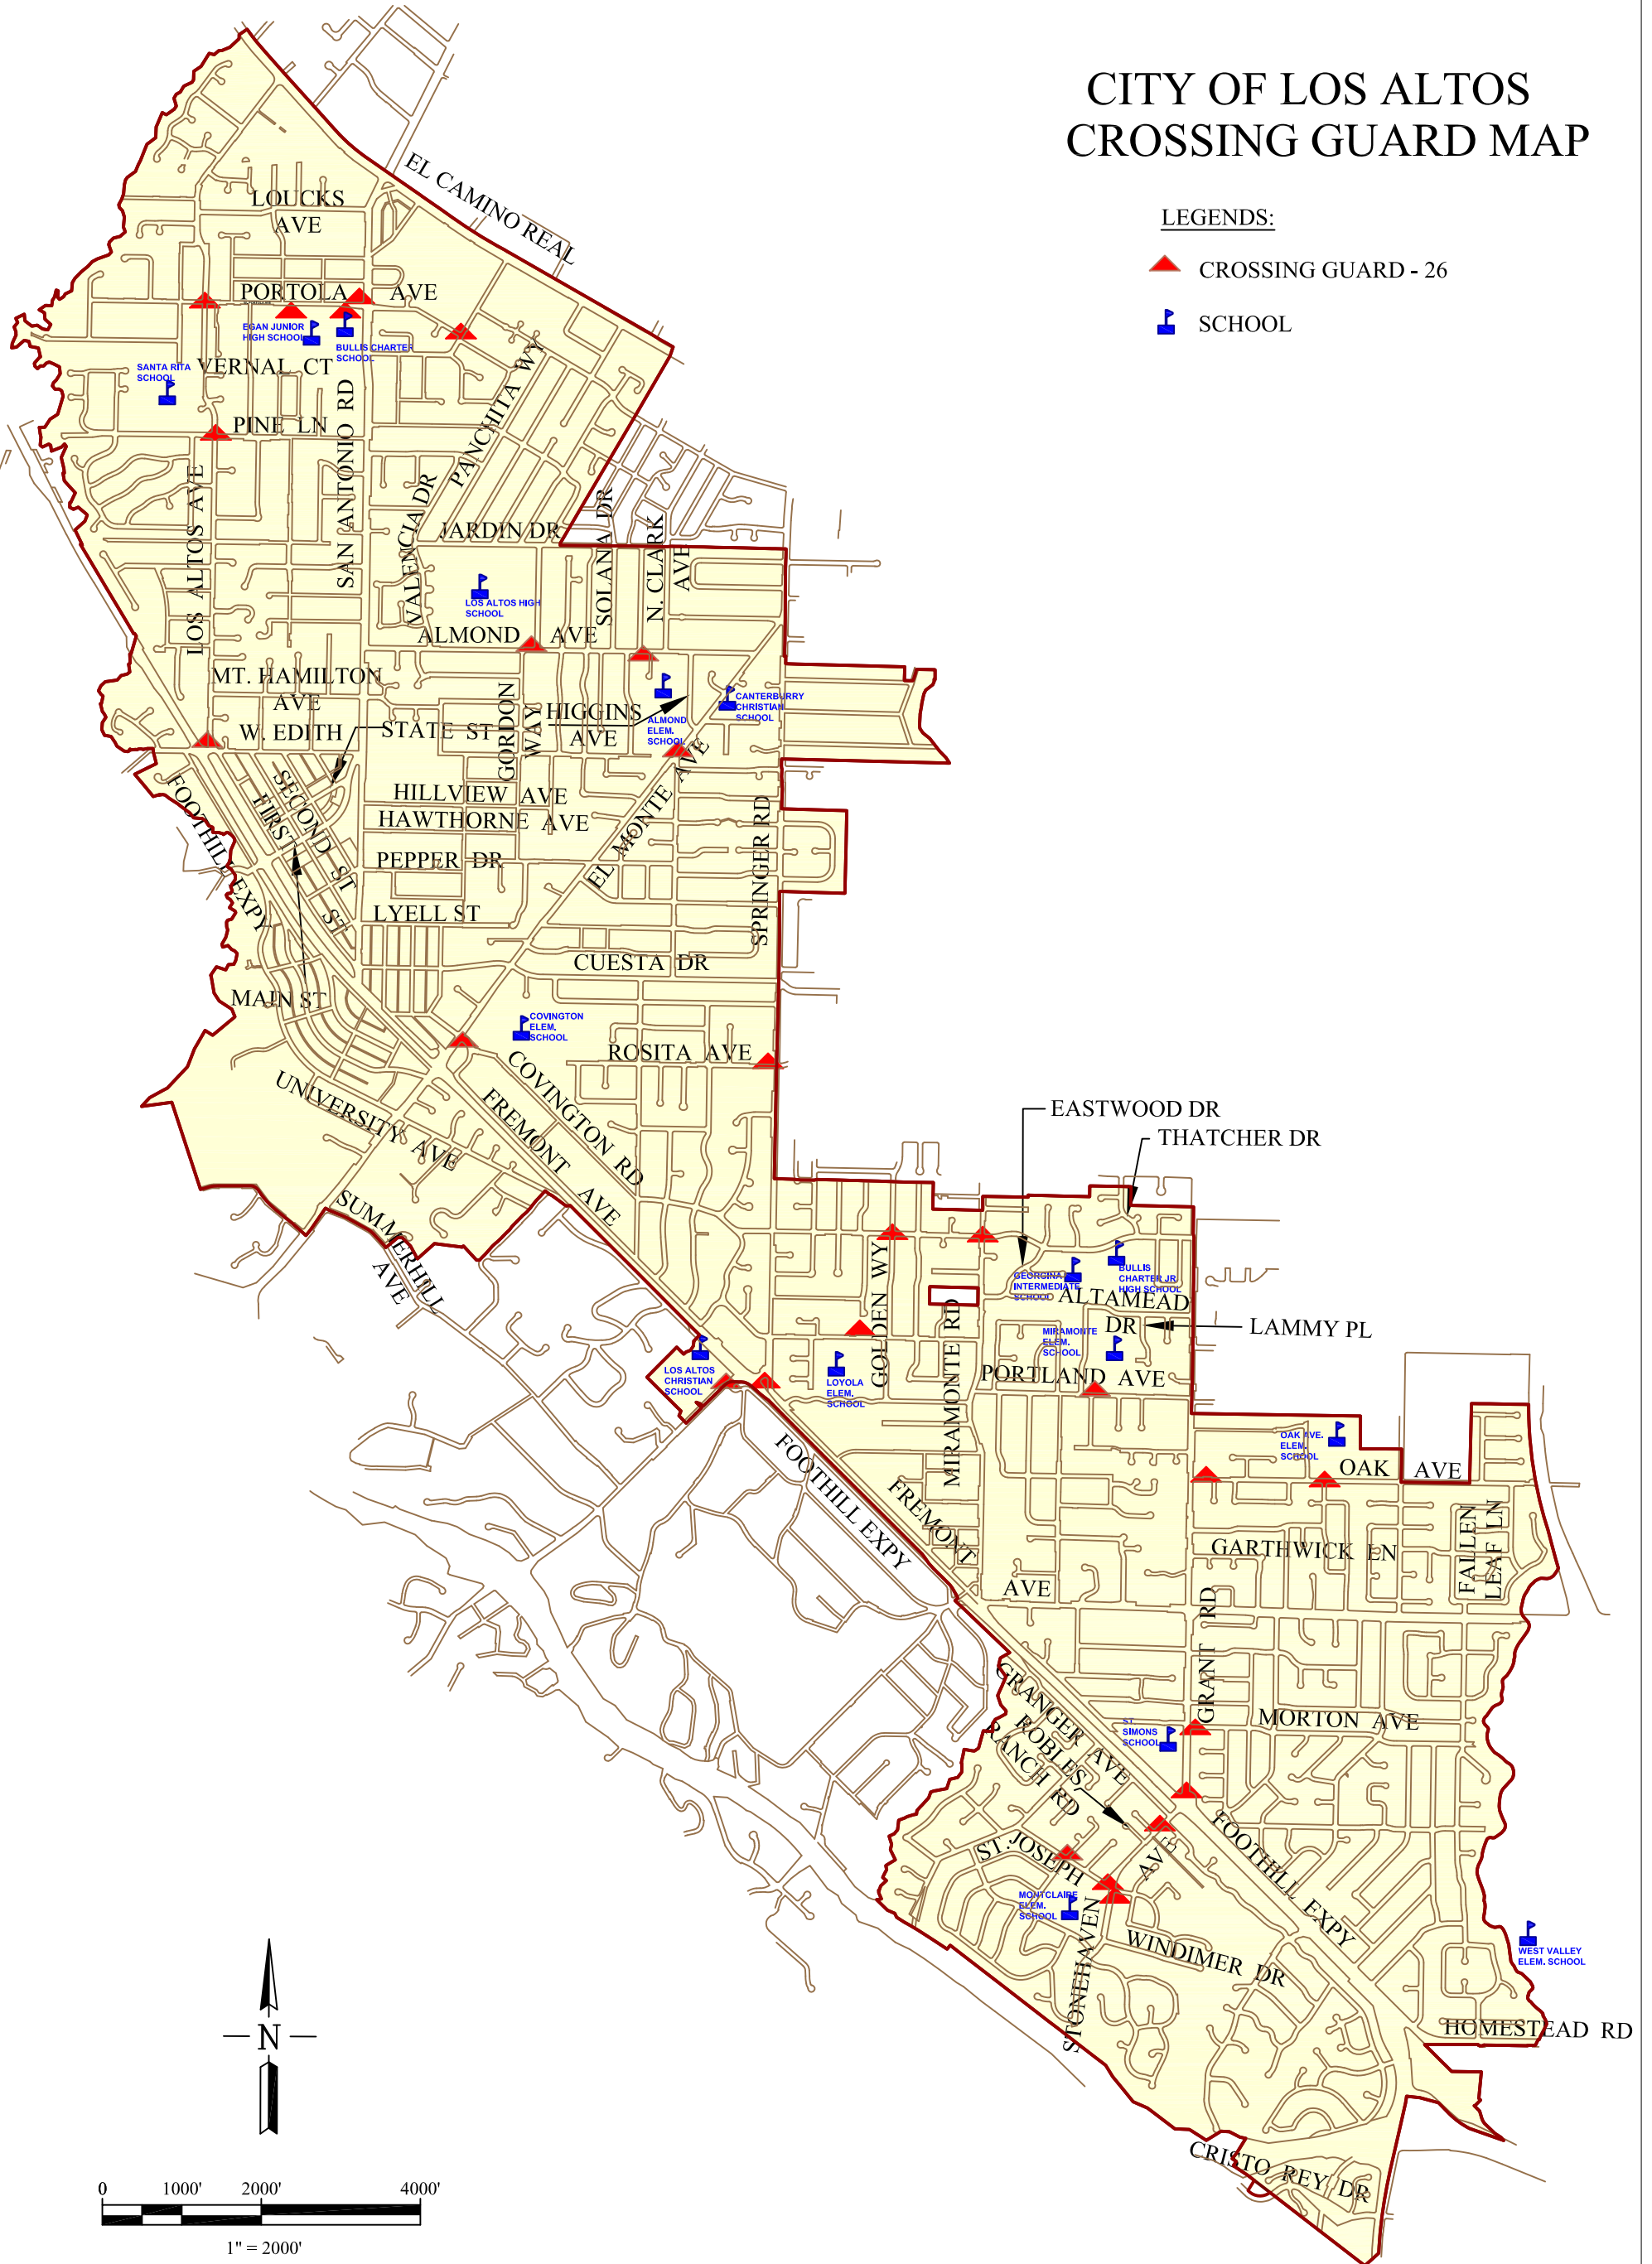 CITY OF LOS ALTOS
CROSSING GUARD MAP
LEGENDS:
CROSSING GUARD - 26
SCHOOL
EL CAMINO REAL
LOUCKS
AVE
PORTOLA AVE
EGAN JUNIOR
HIGH SCHOOL
BULLIS CHARTER
SCHOOL
VERNAL CT
SANTA RITA
SCHOOL
PINE LN
SAN ANTONIO RD
LOS ALTOS AVE
PANCHITA WY
VALENCIA DR
JARDIN DR
SOLANA DR
N. CLARK
AVE
LOS ALTOS HIGH
SCHOOL
ALMOND AVE
MT. HAMILTON
AVE
W. EDITH
STATE ST
GORDON
WAY
HIGGINS
AVE
ALMOND
ELEM.
SCHOOL
CANTERBURRY
CHRISTIAN
SCHOOL
FOOTHILL EXPY
SECOND ST
FIRST ST
HILLVIEW AVE
HAWTHORNE AVE
PEPPER DR
EL MONTE AVE
SPRINGER RD
LYELL ST
CUESTA DR
MAIN ST
COVINGTON
ELEM.
SCHOOL
ROSITA AVE
COVINGTON RD
FREMONT AVE
UNIVERSITY AVE
SUMMERHILL
AVE
EASTWOOD DR
THATCHER DR
GOLDEN WY
GEORGINA
INTERMEDIATE
SCHOOL
BULLIS
CHARTER JR
HIGH SCHOOL
ALTAMEAD
DR
LAMMY PL
MIRAMONTE
ELEM.
SCHOOL
MIRAMONTE RD
PORTLAND AVE
LOS ALTOS
CHRISTIAN
SCHOOL
LOYOLA
ELEM.
SCHOOL
FOOTHILL EXPY
FREMONT
AVE
OAK AVE.
ELEM.
SCHOOL
OAK AVE
GARTHWICK LN
FALLEN
LEAF LN
GRANT RD
MORTON AVE
ST.
SIMONS
SCHOOL
GRANGER AVE
ROBLES
RANCH RD
ST. JOSEPH AVE
FOOTHILL EXPY
MONTCLAIRE
ELEM.
SCHOOL
STONEHAVEN
WINDIMER DR
WEST VALLEY
ELEM. SCHOOL
HOMESTEAD RD
CRISTO REY DR
N
0 1000' 2000' 4000'
1" = 2000'